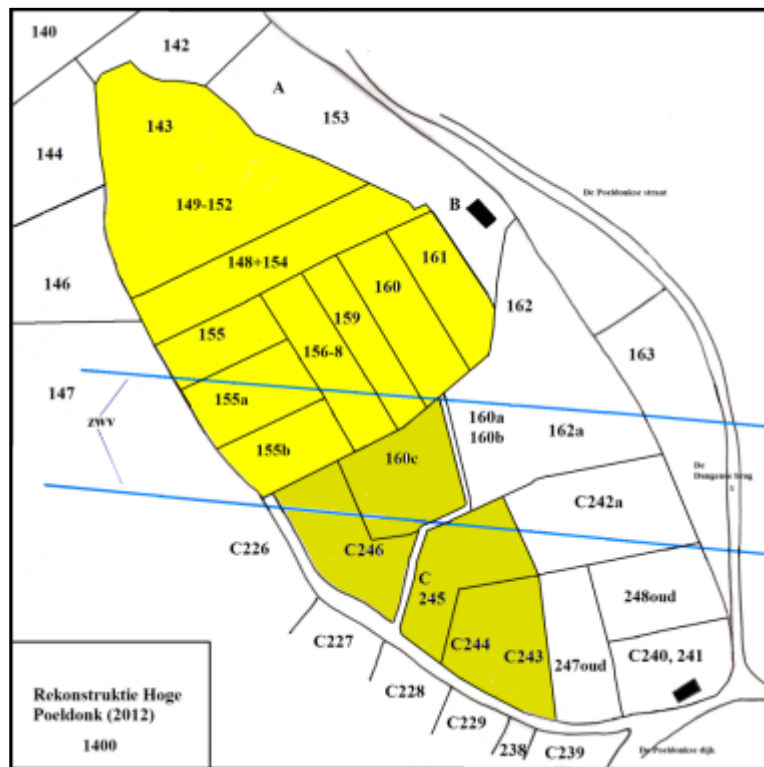 140
142
A
153
143
144
De Poeldonkse straat
149-152
B
148+154
161
146
160
162
159
155
156-8
163
147
155a
160a
160b
162a
zwv
155b
160c
De
Dungense brug
x
C242a
C226
C246
C
245
248oud
C227
C244
C243
247oud
C240, 241
C228
C229
238
C239
De Poeldonkse dijk
Rekonstruktie Hoge
Poeldonk (2012)
1400